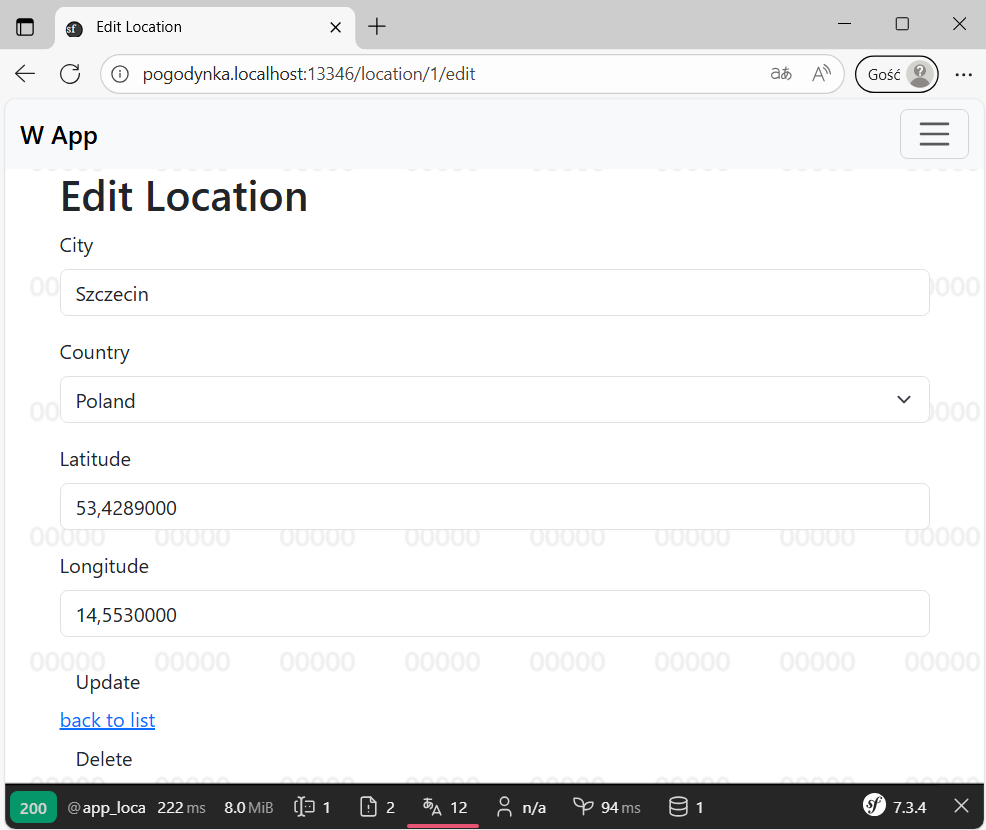 Edit Location
pogodynka.localhost:13346/location/1/edit
Gość
W App
Edit Location
City
Szczecin
Country
Poland
Latitude
53,4289000
00000 00000 00000 00000 00000 00000 00000 00000
Longitude
14,5530000
00000 00000 00000 00000 00000 00000 00000 00000
Update
back to list
Delete
200 @app_loca 222 ms 8.0 MiB 1 2 12 n/a 94 ms 1 sf 7.3.4